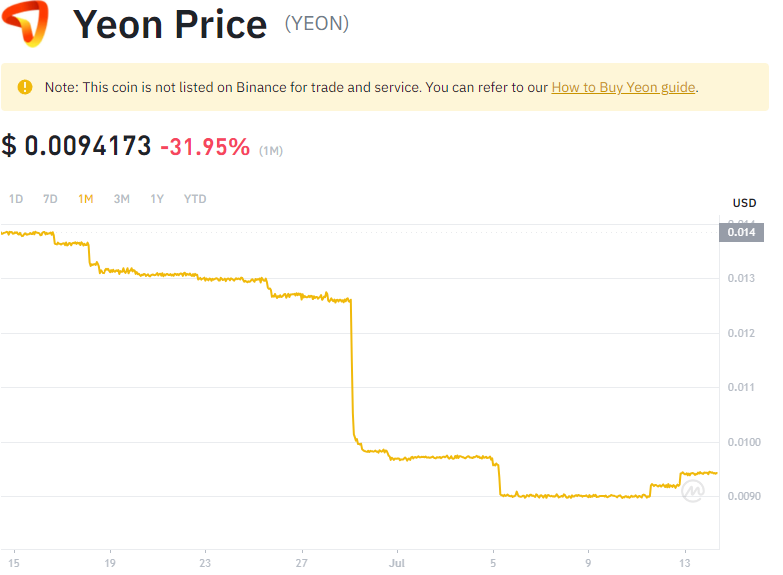 Yeon Price (YEON)
Note: This coin is not listed on Binance for trade and service. You can refer to our How to Buy Yeon guide.
$ 0.0094173 -31.95% (1M)
1D 7D 1M 3M 1Y YTD
USD
0.014
0.014
0.013
0.012
0.011
0.0100
0.0090
15 19 23 27 Jul 5 9 13